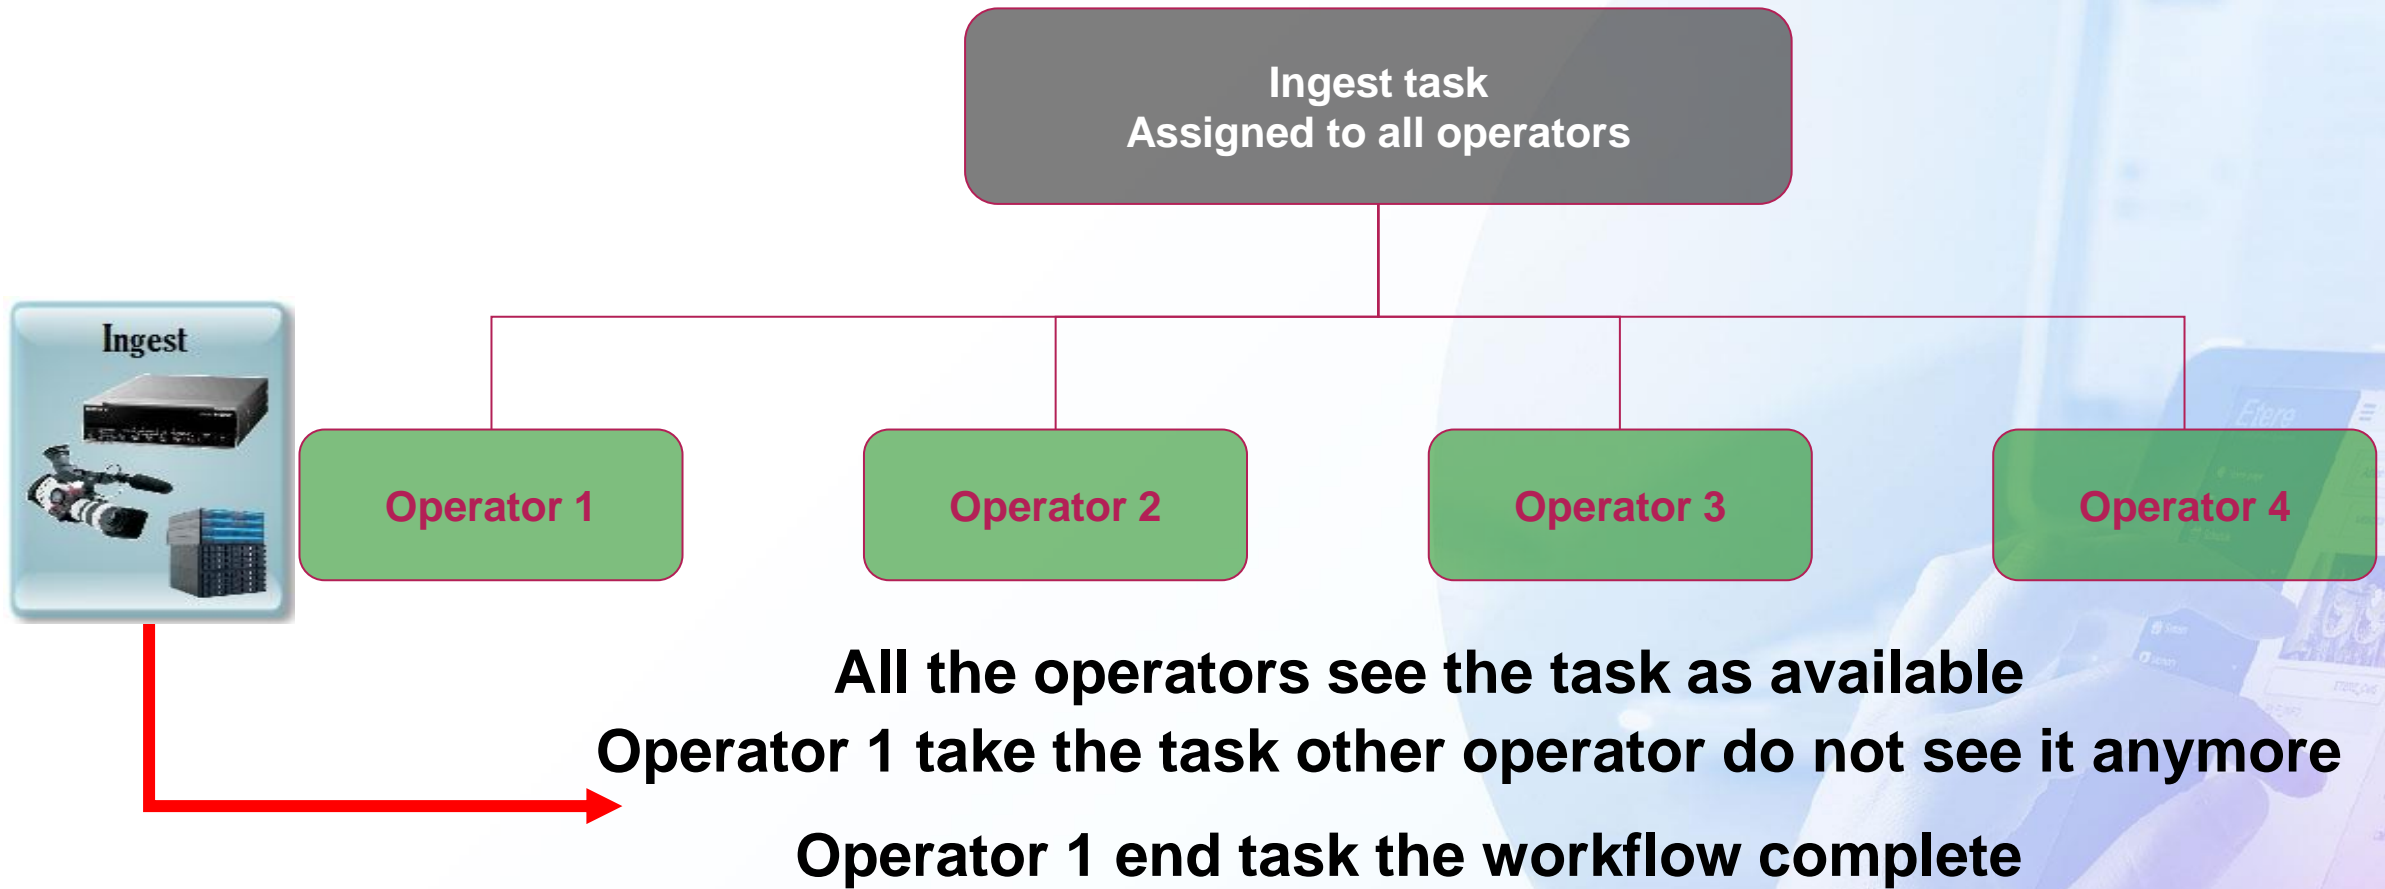 Ingest task
Assigned to all operators
Ingest
Operator 1
Operator 2
Operator 3
Operator 4
Etere
All the operators see the task as available
Operator 1 take the task other operator do not see it anymore
Operator 1 end task the workflow complete